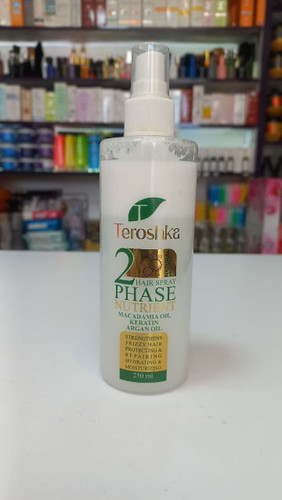 Teroshka
2
HAIR SPRAY
PHASE
NUTRIENT
MACADAMIA OIL
KERATIN
ARGAN OIL
STRENGTHENS
FRIZZY HAIR
PROTECTING &
REPAIRING
HYDRATING &
MOISTURIZING
250 ml